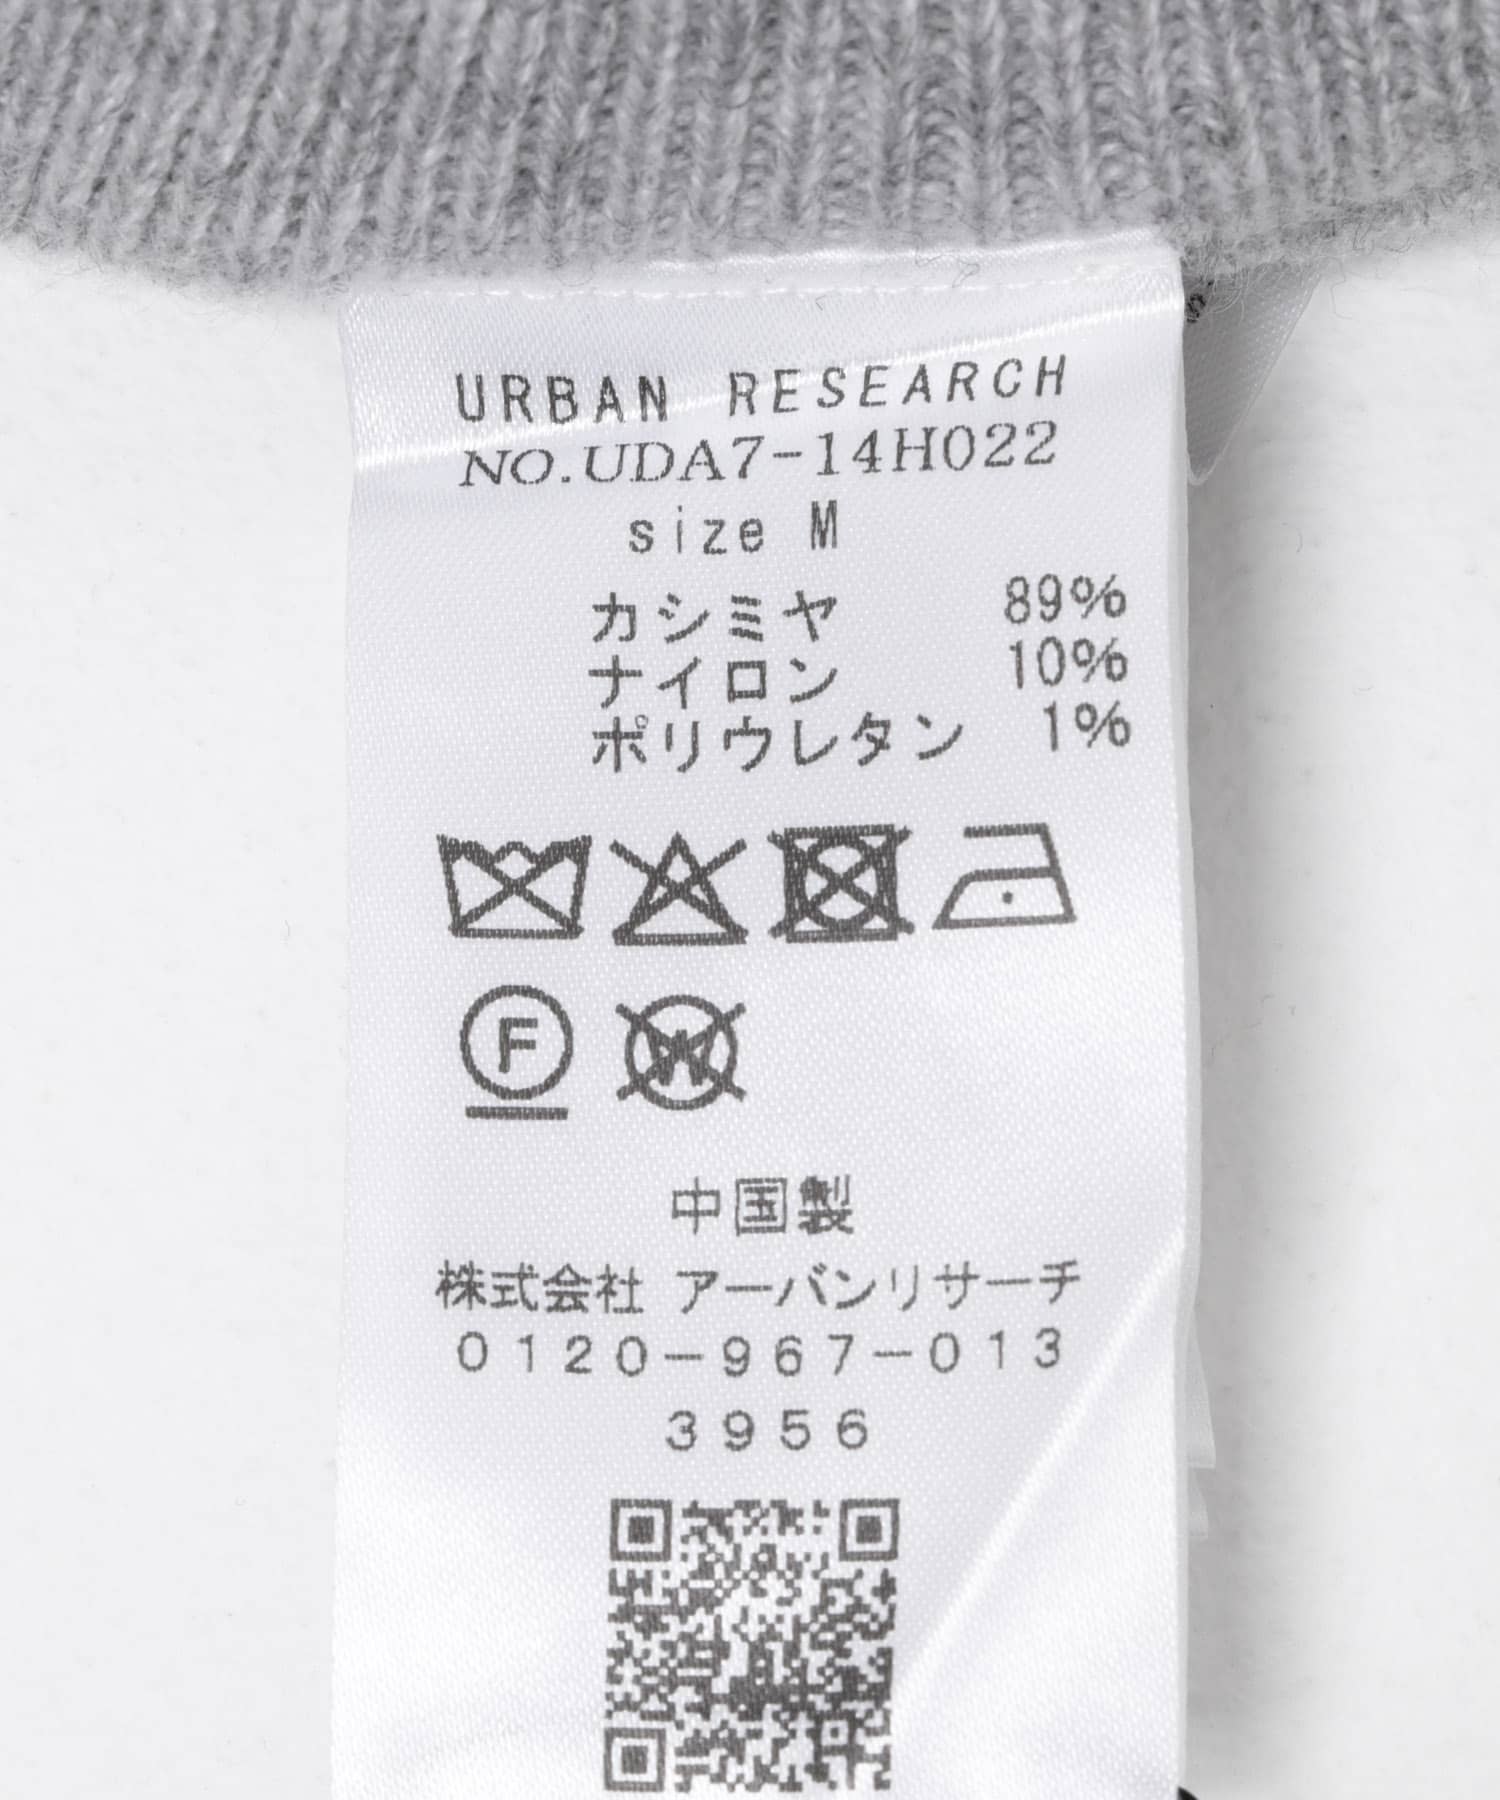 URBAN RESEARCH
NO.UDA7-14H022
size M
カシミヤ 89%
ナイロン 10%
ポリウレタン 1%
F
W
中国製
株式会社 アーバンリサーチ
0120-967-013
3956